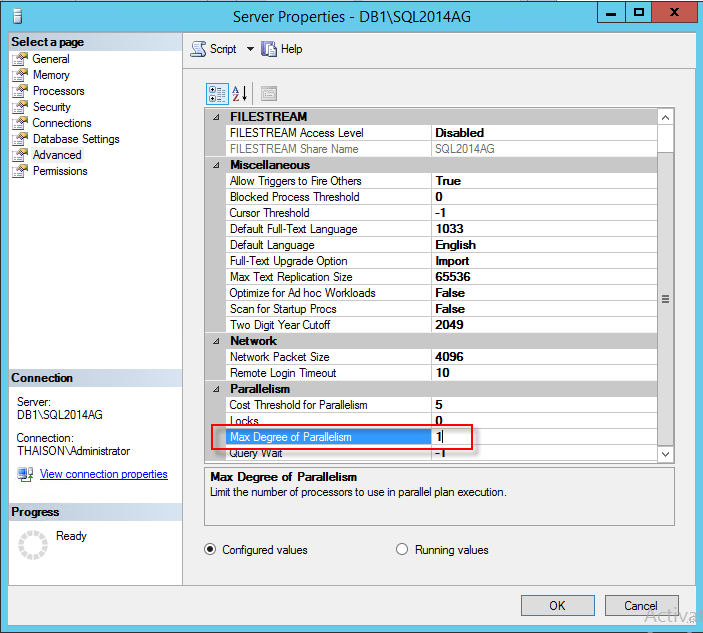 Server Properties - DB1\SQL2014AG
Select a page
General
Memory
Processors
Security
Connections
Database Settings
Advanced
Permissions
Script Help
FILESTREAM
FILESTREAM Access Level Disabled
FILESTREAM Share Name SQL2014AG
Miscellaneous
Allow Triggers to Fire Others True
Blocked Process Threshold 0
Cursor Threshold -1
Default Full-Text Language 1033
Default Language English
Full-Text Upgrade Option Import
Max Text Replication Size 65536
Optimize for Ad hoc Workloads False
Scan for Startup Procs False
Two Digit Year Cutoff 2049
Network
Network Packet Size 4096
Remote Login Timeout 10
Parallelism
Cost Threshold for Parallelism 5
Locks 0
Max Degree of Parallelism 1
Query Wait -1
Max Degree of Parallelism
Limit the number of processors to use in parallel plan execution.
Configured values Running values
Connection
Server:
DB1\SQL2014AG
Connection:
THAISON\Administrator
View connection properties
Progress
Ready
OK Cancel